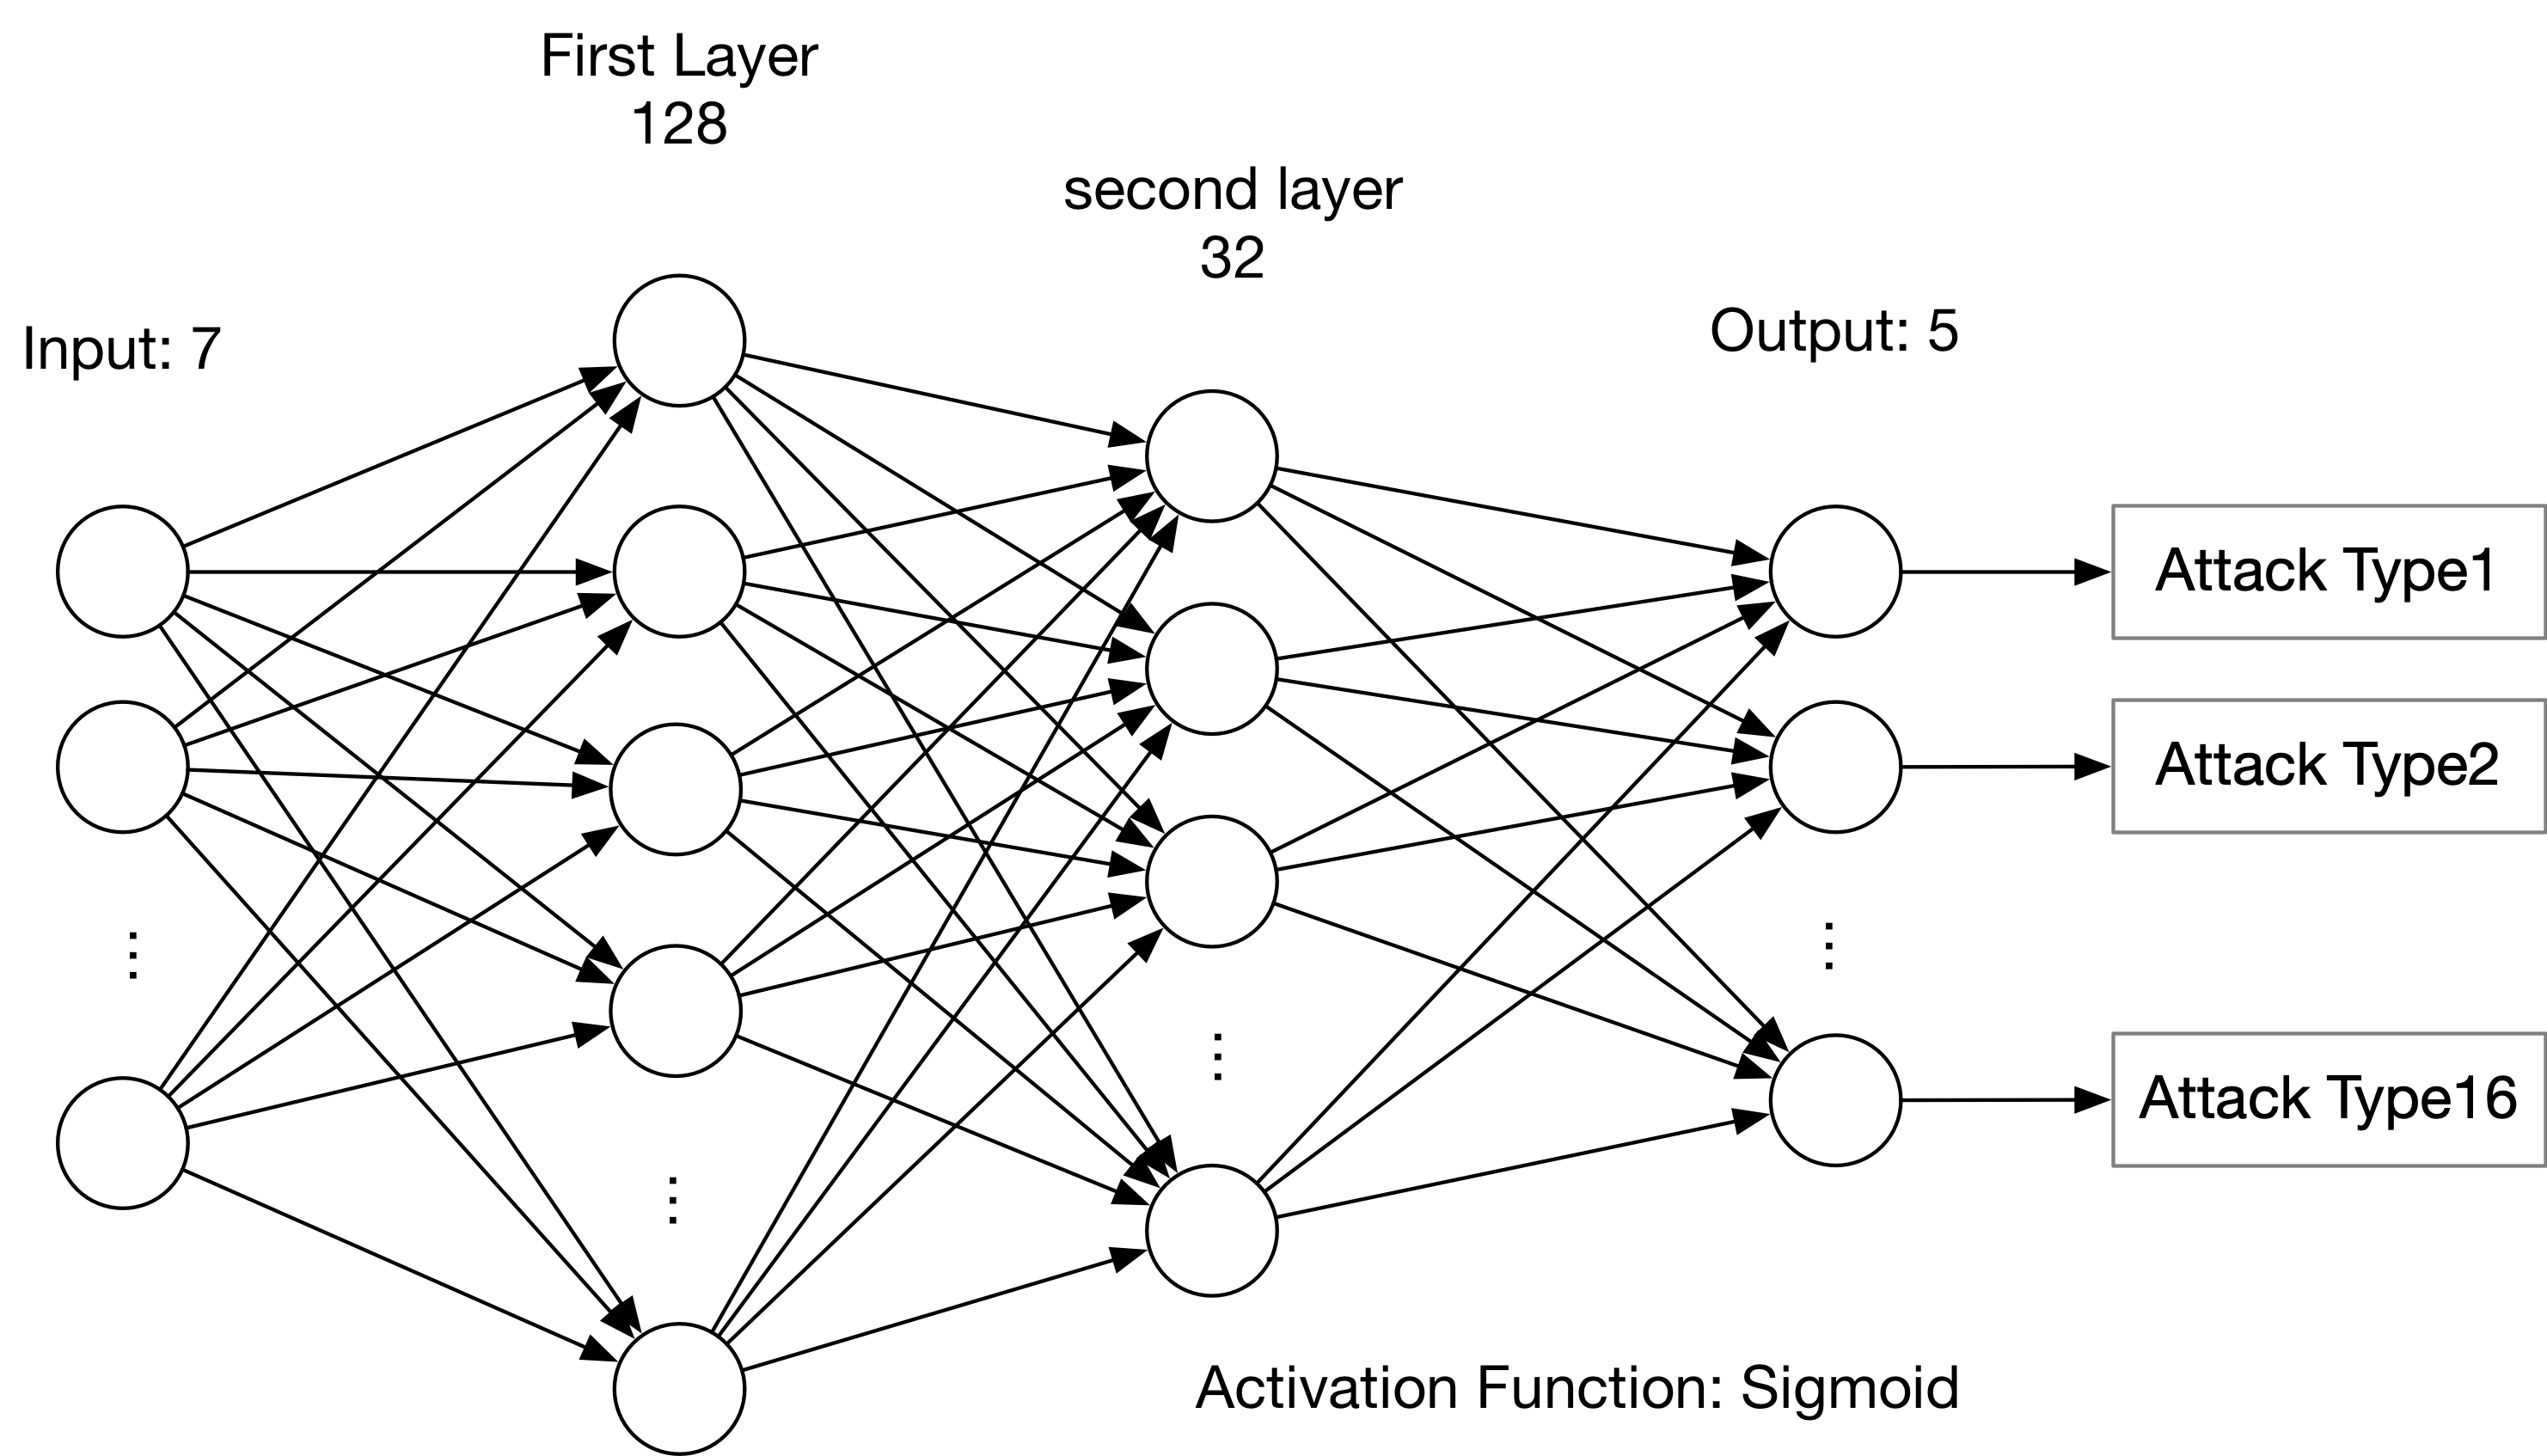 First Layer
128
second layer
32
Input: 7
Output: 5
Attack Type1
Attack Type2
Attack Type16
Activation Function: Sigmoid